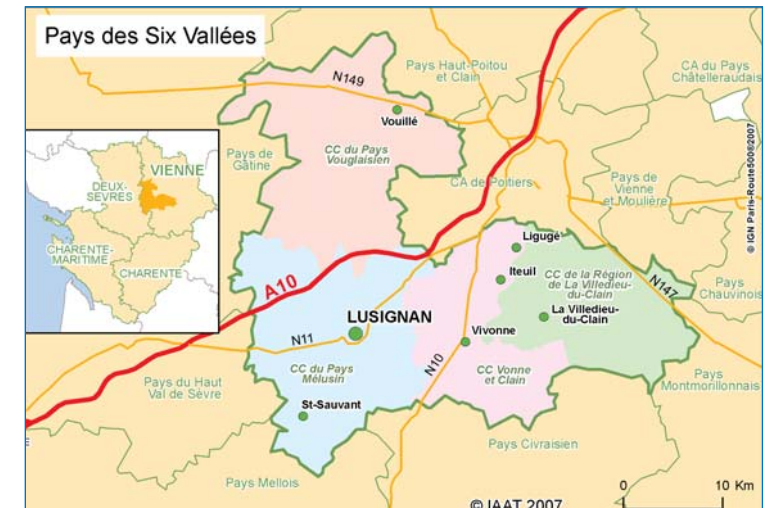 Pays des Six Vallées
Pays Haut-Poitou
et Clain
CA du Pays
Châtelleraudais
N149
Vouillé
CC du Pays
Vouglaisien
Pays de
Gâtine
VIENNE
DEUX-
SEVRES
CHARENTE-
MARITIME
CHARENTE
CA de Poitiers
Pays de
Vienne
et Moulière
© IGN Paris-Route500®2007
Ligugé
Iteuil
CC de la Région
de La Villedieu-
du-Clain
N147
Pays
Chauvinois
A10
LUSIGNAN
La Villedieu-
du-Clain
N11
Vivonne
N10
CC du Pays
Mélusin
CC Vonne
et Clain
Pays
Montmorillonnais
Pays du Haut
Val de Sèvre
St-Sauvant
Pays Civraisien
Pays Mellois
0
10 Km
© IAAT 2007